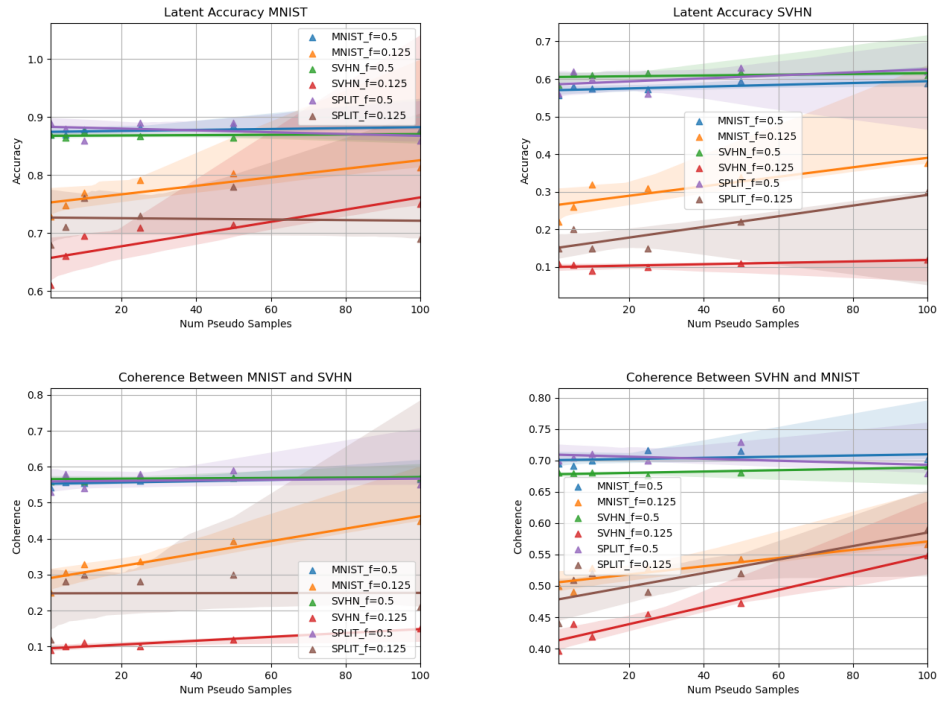 Latent Accuracy MNIST
Accuracy
1.0
0.9
0.8
0.7
0.6
20
40
60
80
100
Num Pseudo Samples
MNIST_f=0.5
MNIST_f=0.125
SVHN_f=0.5
SVHN_f=0.125
SPLIT_f=0.5
SPLIT_f=0.125
Latent Accuracy SVHN
Accuracy
0.7
0.6
0.5
0.4
0.3
0.2
0.1
20
40
60
80
100
Num Pseudo Samples
MNIST_f=0.5
MNIST_f=0.125
SVHN_f=0.5
SVHN_f=0.125
SPLIT_f=0.5
SPLIT_f=0.125
Coherence Between MNIST and SVHN
Coherence
0.8
0.7
0.6
0.5
0.4
0.3
0.2
0.1
20
40
60
80
100
Num Pseudo Samples
MNIST_f=0.5
MNIST_f=0.125
SVHN_f=0.5
SVHN_f=0.125
SPLIT_f=0.5
SPLIT_f=0.125
Coherence Between SVHN and MNIST
Coherence
0.80
0.75
0.70
0.65
0.60
0.55
0.50
0.45
0.40
20
40
60
80
100
Num Pseudo Samples
MNIST_f=0.5
MNIST_f=0.125
SVHN_f=0.5
SVHN_f=0.125
SPLIT_f=0.5
SPLIT_f=0.125